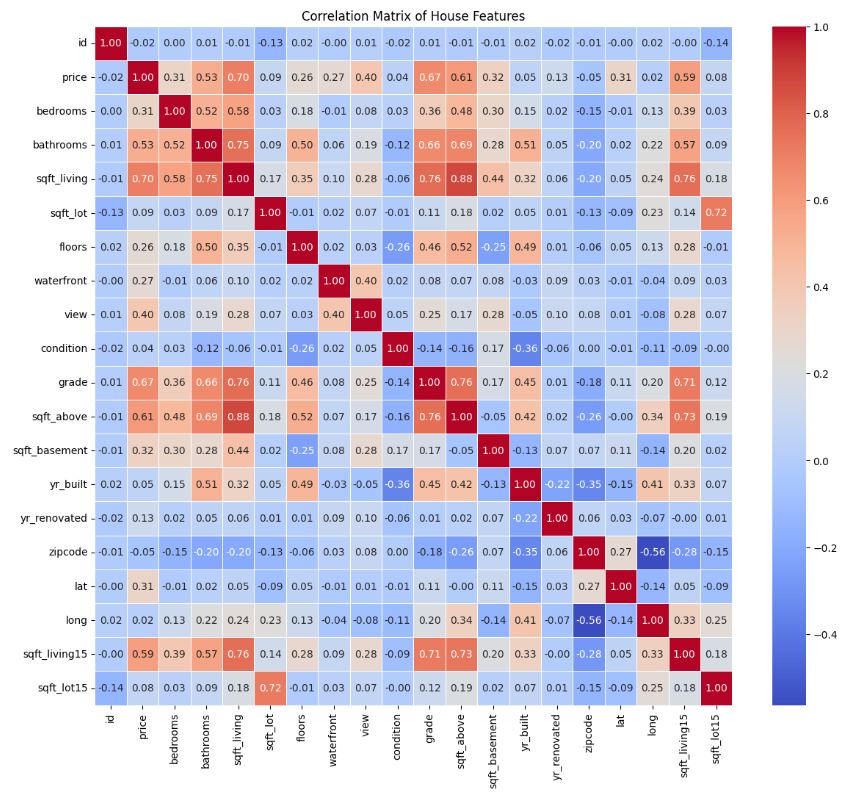 Correlation Matrix of House Features
id 1.00 -0.02 0.00 0.01 -0.01 -0.13 0.02 -0.00 0.01 -0.02 0.01 -0.01 -0.01 0.02 -0.02 -0.01 -0.00 0.02 -0.00 -0.14
price -0.02 1.00 0.31 0.53 0.70 0.09 0.26 0.27 0.40 0.04 0.67 0.61 0.32 0.05 0.13 -0.05 0.31 0.02 0.59 0.08
bedrooms 0.00 0.31 1.00 0.52 0.58 0.03 0.18 -0.01 0.08 0.03 0.36 0.48 0.30 0.15 0.02 -0.15 -0.01 0.13 0.39 0.03
bathrooms 0.01 0.53 0.52 1.00 0.75 0.09 0.50 0.06 0.19 -0.12 0.66 0.69 0.28 0.51 0.05 -0.20 0.02 0.22 0.57 0.09
sqft_living -0.01 0.70 0.58 0.75 1.00 0.17 0.35 0.10 0.28 -0.06 0.76 0.88 0.44 0.32 0.06 -0.20 0.05 0.24 0.76 0.18
sqft_lot -0.13 0.09 0.03 0.09 0.17 1.00 -0.01 0.02 0.07 -0.01 0.11 0.18 0.02 0.05 0.01 -0.13 -0.09 0.23 0.14 0.72
floors 0.02 0.26 0.18 0.50 0.35 -0.01 1.00 0.02 0.03 -0.26 0.46 0.52 -0.25 0.49 0.01 -0.06 0.05 0.13 0.28 -0.01
waterfront -0.00 0.27 -0.01 0.06 0.10 0.02 0.02 1.00 0.40 0.02 0.08 0.07 0.08 -0.03 0.09 0.03 -0.01 -0.04 0.09 0.03
view 0.01 0.40 0.08 0.19 0.28 0.07 0.03 0.40 1.00 0.05 0.25 0.17 0.28 -0.05 0.10 0.08 0.01 -0.08 0.28 0.07
condition -0.02 0.04 0.03 -0.12 -0.06 -0.01 -0.26 0.02 0.05 1.00 -0.14 -0.16 0.17 -0.36 -0.06 0.00 -0.01 -0.11 -0.09 -0.00
grade 0.01 0.67 0.36 0.66 0.76 0.11 0.46 0.08 0.25 -0.14 1.00 0.76 0.17 0.45 0.01 -0.18 0.11 0.20 0.71 0.12
sqft_above -0.01 0.61 0.48 0.69 0.88 0.18 0.52 0.07 0.17 -0.16 0.76 1.00 -0.05 0.42 0.02 -0.26 -0.00 0.34 0.73 0.19
sqft_basement -0.01 0.32 0.30 0.28 0.44 0.02 -0.25 0.08 0.28 0.17 0.17 -0.05 1.00 -0.13 0.07 0.07 0.11 -0.14 0.20 0.02
yr_built 0.02 0.05 0.15 0.51 0.32 0.05 0.49 -0.03 -0.05 -0.36 0.45 0.42 -0.13 1.00 -0.22 -0.35 -0.15 0.41 0.33 0.07
yr_renovated -0.02 0.13 0.02 0.05 0.06 0.01 0.01 0.09 0.10 -0.06 0.01 0.02 0.07 -0.22 1.00 0.06 0.03 -0.07 -0.00 0.01
zipcode -0.01 -0.05 -0.15 -0.20 -0.20 -0.13 -0.06 0.03 0.08 0.00 -0.18 -0.26 0.07 -0.35 0.06 1.00 0.27 -0.56 -0.28 -0.15
lat -0.00 0.31 -0.01 0.02 0.05 -0.09 0.05 -0.01 0.01 -0.01 0.11 -0.00 0.11 -0.15 0.03 0.27 1.00 -0.14 0.05 -0.09
long 0.02 0.02 0.13 0.22 0.24 0.23 0.13 -0.04 -0.08 -0.11 0.20 0.34 -0.14 0.41 -0.07 -0.56 -0.14 1.00 0.33 0.25
sqft_living15 -0.00 0.59 0.39 0.57 0.76 0.14 0.28 0.09 0.28 -0.09 0.71 0.73 0.20 0.33 -0.00 -0.28 0.05 0.33 1.00 0.18
sqft_lot15 -0.14 0.08 0.03 0.09 0.18 0.72 -0.01 0.03 0.07 -0.00 0.12 0.19 0.02 0.07 0.01 -0.15 -0.09 0.25 0.18 1.00
id price bedrooms bathrooms sqft_living sqft_lot floors waterfront view condition grade sqft_above sqft_basement yr_built yr_renovated zipcode lat long sqft_living15 sqft_lot15
1.0
0.8
0.6
0.4
0.2
0.0
−0.2
−0.4